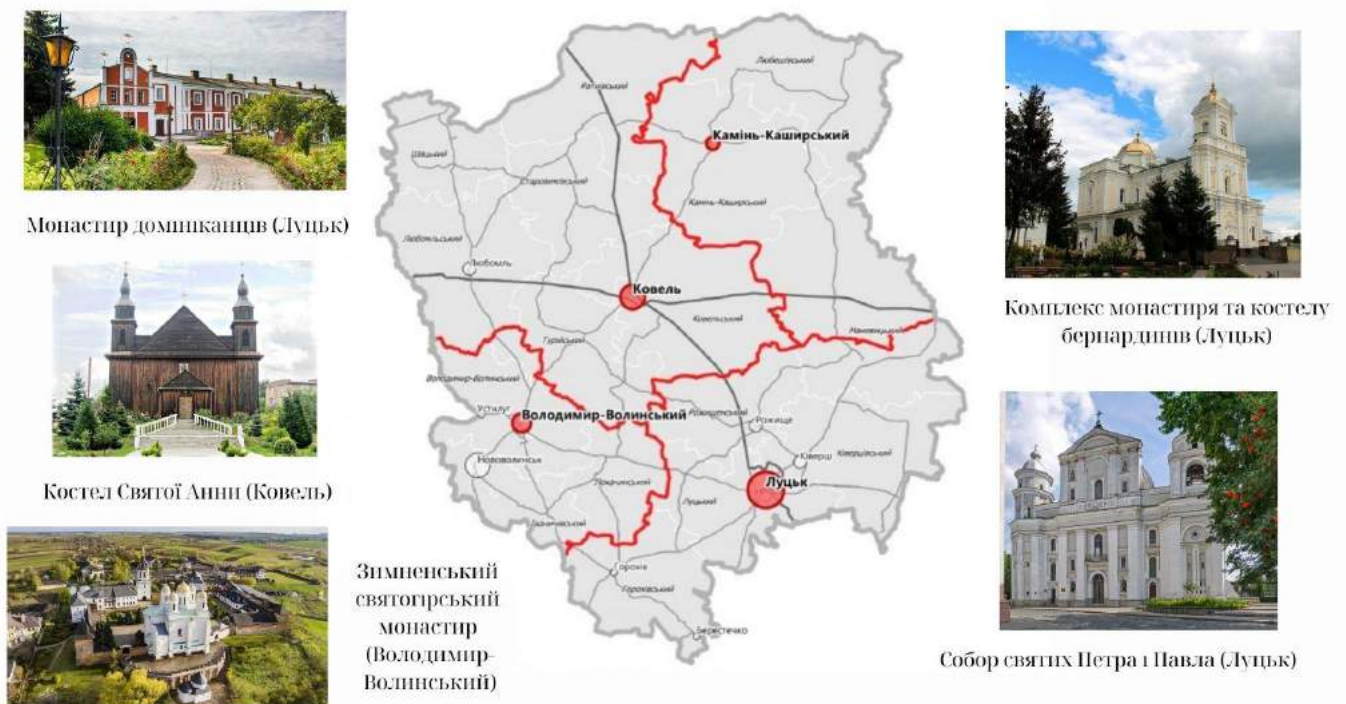 Монастир домініканців (Луцьк)
Костел Святої Анни (Ковель)
Зимненський
святогірський
монастир
(Володимир-
Волинський)
Любешівський
Ратнівський
Камінь-Каширський
Шацький
Старовижівський
Камінь-Каширський
Любомльський
Любомль
Ковель
Ковельський
Маневицький
Турійський
Володимир-Волинський
Устилуг
Володимир-Волинський
Рожищенський
Рожище
Нововолинськ
Ківерці
Ківерцівський
Локачинський
Луцьк
Луцький
Іваничівський
Горохів
Горохівський
Берестечко
Комплекс монастиря та костелу
бернардинів (Луцьк)
Собор святих Петра і Павла (Луцьк)